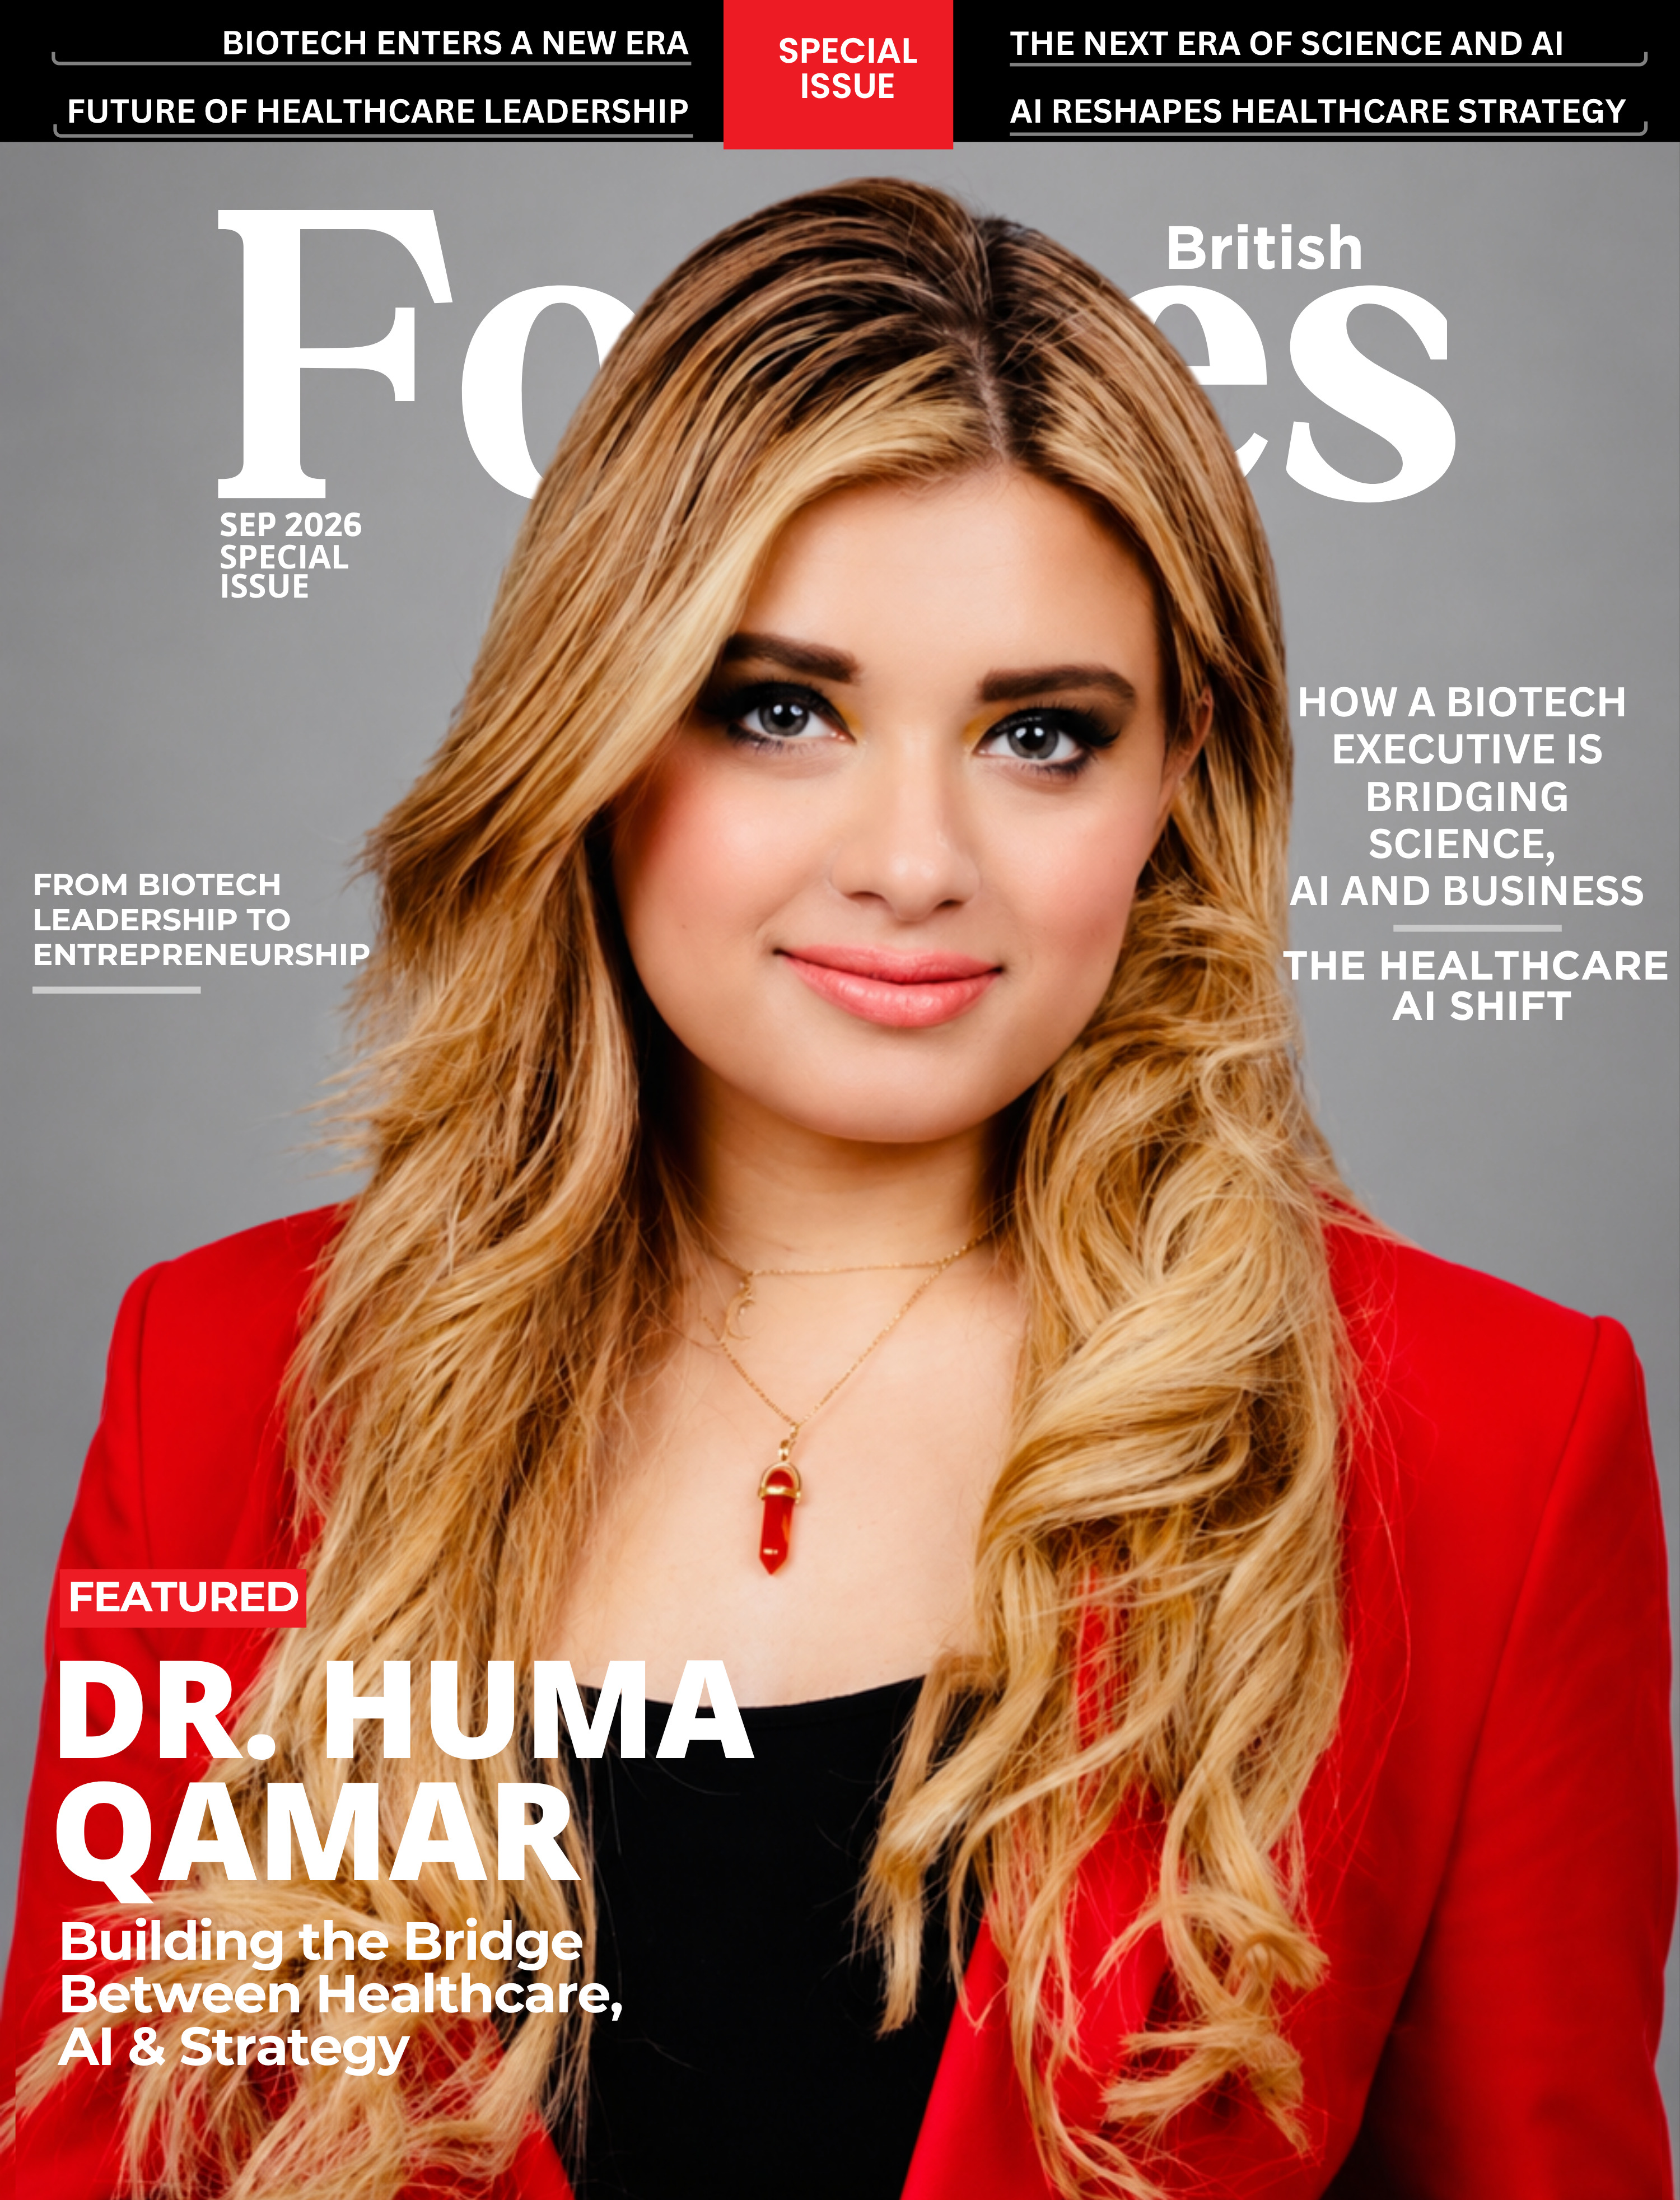 BIOTECH ENTERS A NEW ERA
FUTURE OF HEALTHCARE LEADERSHIP
SPECIAL
ISSUE
THE NEXT ERA OF SCIENCE AND AI
AI RESHAPES HEALTHCARE STRATEGY
British
Fo es
SEP 2026
SPECIAL
ISSUE
HOW A BIOTECH
EXECUTIVE IS
BRIDGING
SCIENCE,
AI AND BUSINESS
THE HEALTHCARE
AI SHIFT
FROM BIOTECH
LEADERSHIP TO
ENTREPRENEURSHIP
FEATURED
DR. HUMA
QAMAR
Building the Bridge
Between Healthcare,
AI & Strategy